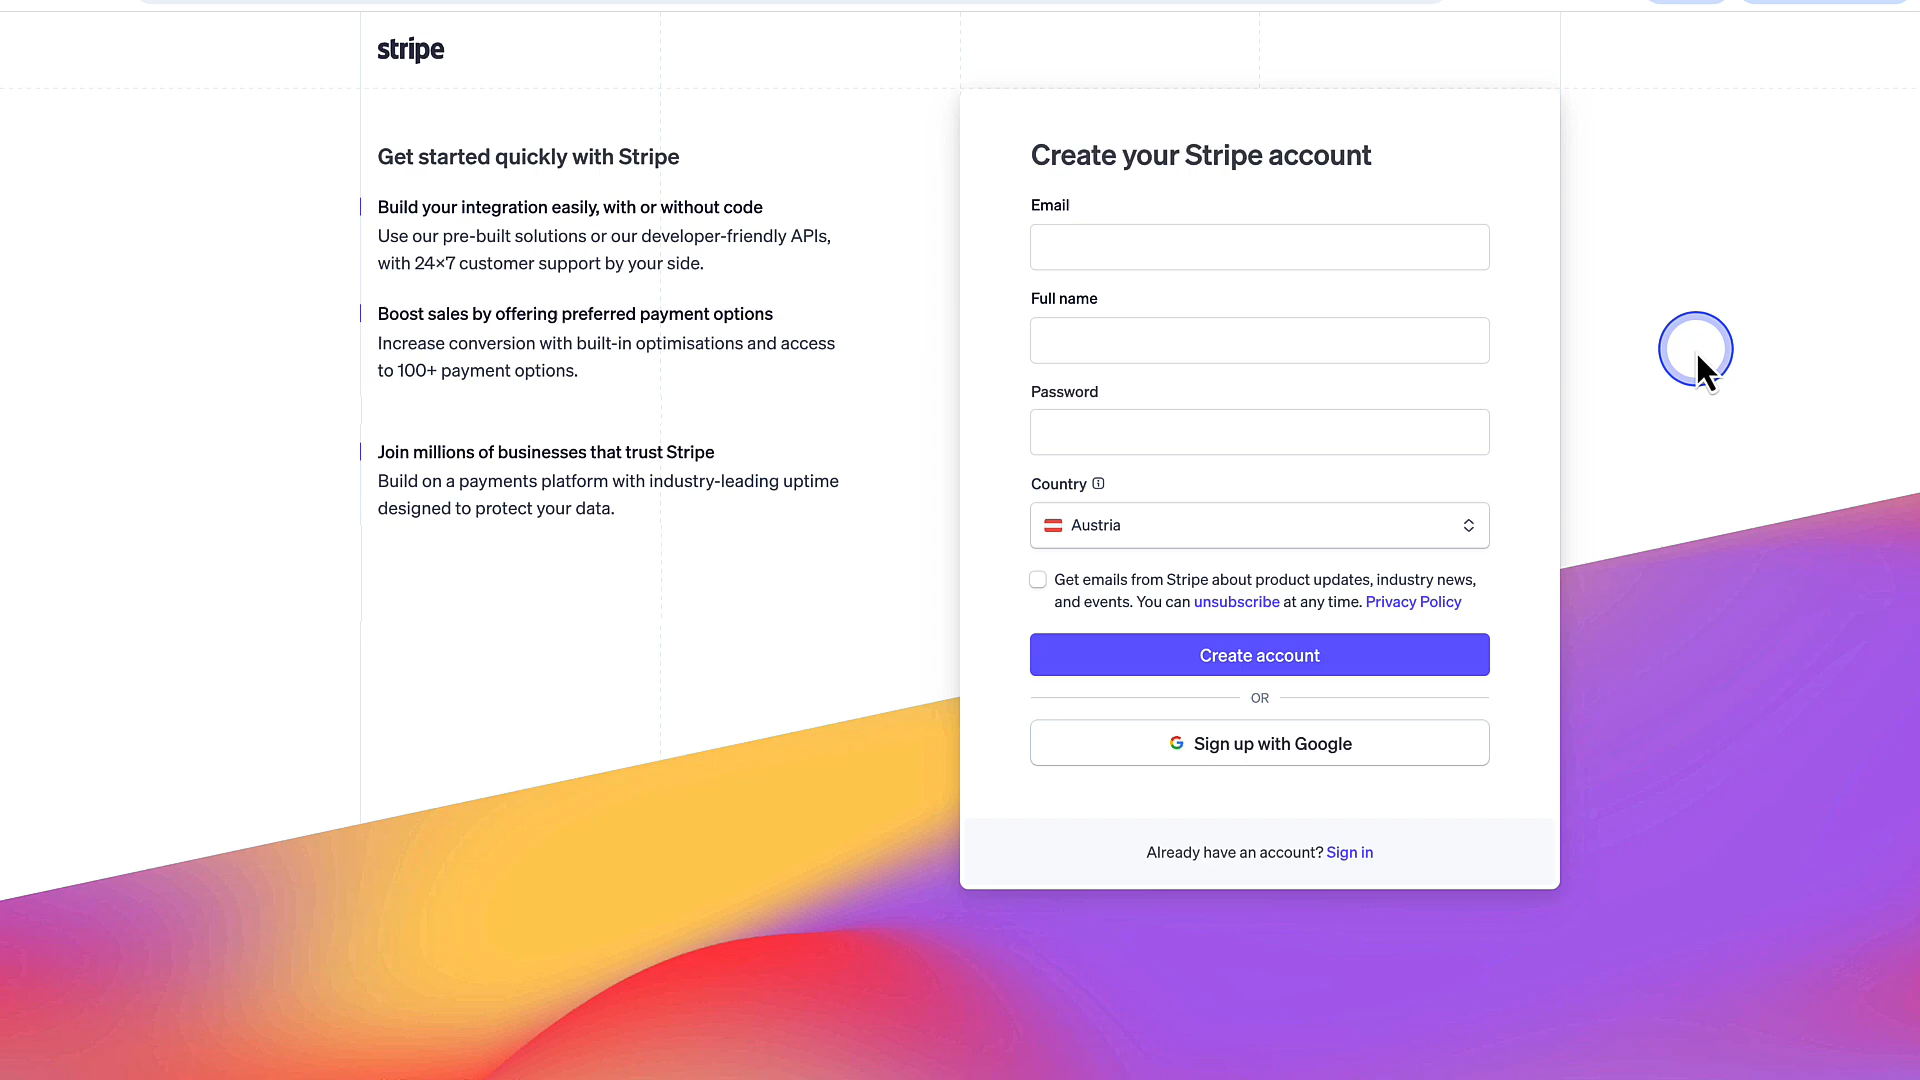 stripe
Get started quickly with Stripe
Build your integration easily, with or without code
Use our pre-built solutions or our developer-friendly APIs,
with 24×7 customer support by your side.
Boost sales by offering preferred payment options
Increase conversion with built-in optimisations and access
to 100+ payment options.
Join millions of businesses that trust Stripe
Build on a payments platform with industry-leading uptime
designed to protect your data.
Create your Stripe account
Email
Full name
Password
Country
Austria
Get emails from Stripe about product updates, industry news,
and events. You can unsubscribe at any time. Privacy Policy
Create account
OR
Sign up with Google
Already have an account? Sign in